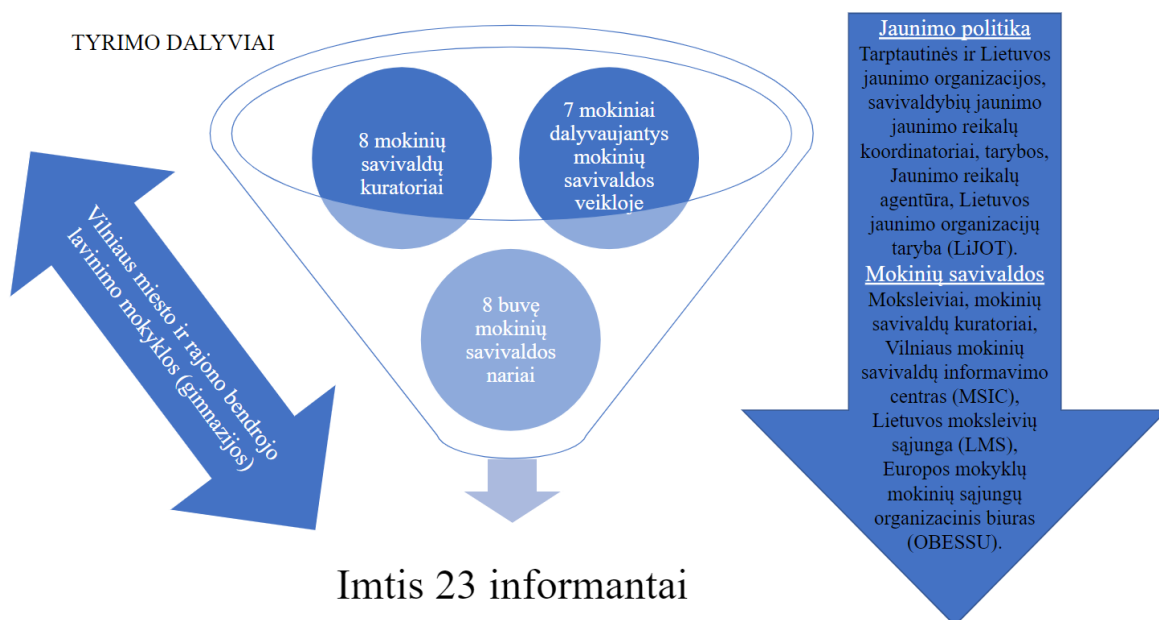 TYRIMO DALYVIAI
8 mokinių
savivaldų
kuratoriai
7 mokiniai
dalyvaujantys
mokinių
savivaldos
veikloje
8 buvę
mokinių
savivaldos
nariai
Vilniaus miesto ir rajono bendrojo
lavinimo mokyklos (gimnazijos)
Imtis 23 informantai
Jaunimo politika
Tarptautinės ir Lietuvos
jaunimo organizacijos,
savivaldybių jaunimo
jaunimo reikalų
koordinatoriai, tarybos,
Jaunimo reikalų
agentūra, Lietuvos
jaunimo organizacijų
taryba (LiJOT).
Mokinių savivaldos
Moksleiviai, mokinių
savivaldų kuratoriai,
Vilniaus mokinių
savivaldų informavimo
centras (MSIC),
Lietuvos moksleivių
sąjunga (LMS),
Europos mokyklų
mokinių sąjungų
organizacinis biuras
(OBESSU).